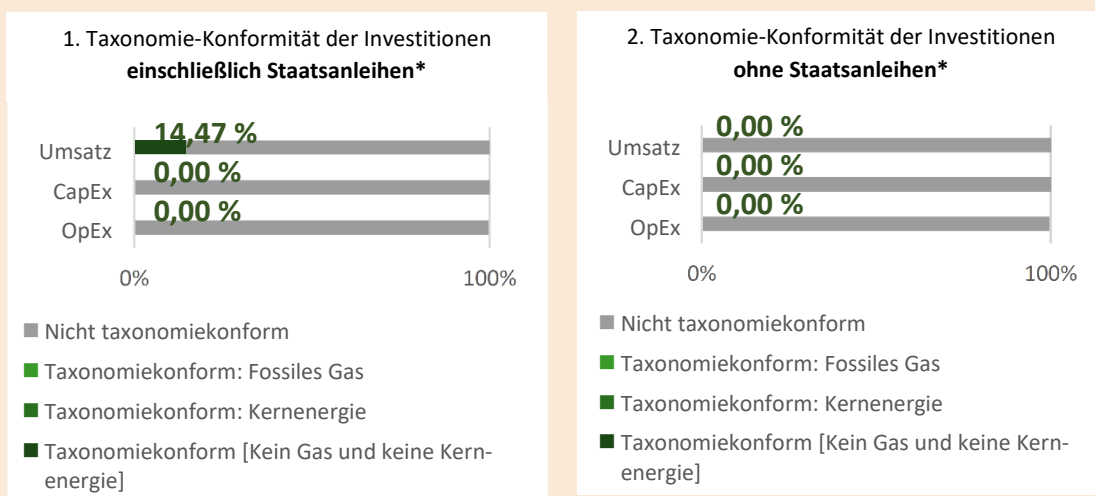 1. Taxonomie-Konformität der Investitionen
einschließlich Staatsanleihen*
14,47 %
Umsatz
0,00 %
CapEx
0,00 %
OpEx
0%
100%
Nicht taxonomiekonform
Taxonomiekonform: Fossiles Gas
Taxonomiekonform: Kernenergie
Taxonomiekonform [Kein Gas und keine Kern-
energie]
2. Taxonomie-Konformität der Investitionen
ohne Staatsanleihen*
0,00 %
Umsatz
0,00 %
CapEx
0,00 %
OpEx
0%
100%
Nicht taxonomiekonform
Taxonomiekonform: Fossiles Gas
Taxonomiekonform: Kernenergie
Taxonomiekonform [Kein Gas und keine Kern-
energie]